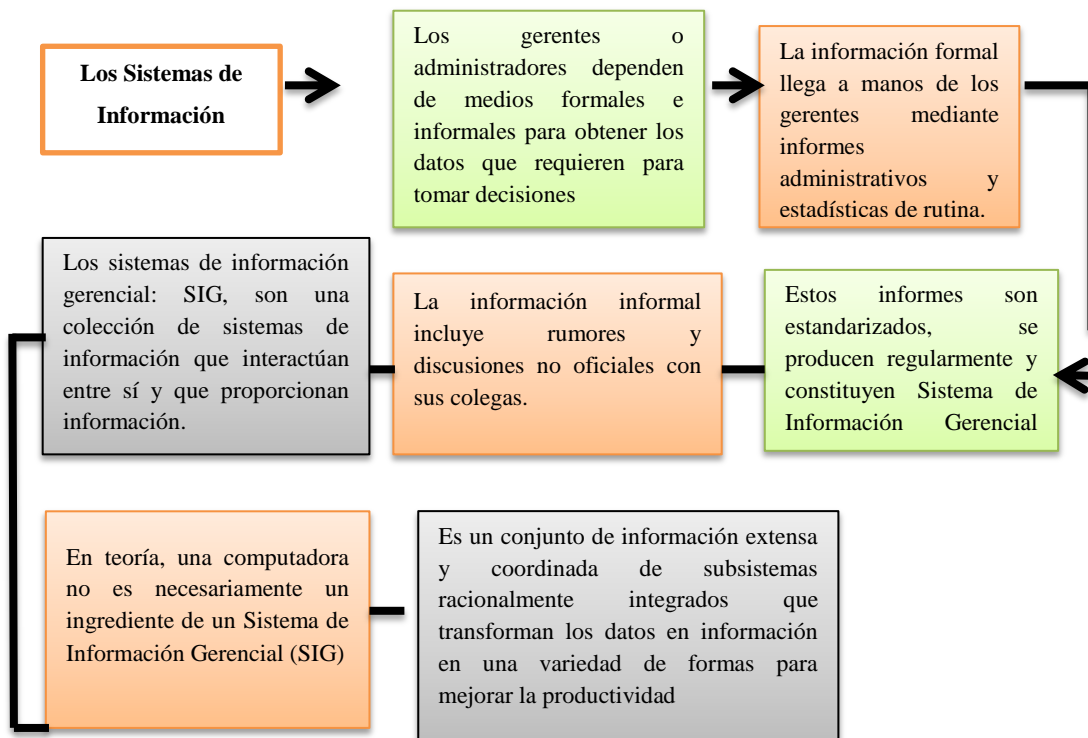 Los Sistemas de
Información
Los gerentes o
administradores dependen
de medios formales e
informales para obtener los
datos que requieren para
tomar decisiones
La información formal
llega a manos de los
gerentes mediante
informes
administrativos y
estadísticas de rutina.
Estos informes son
estandarizados, se
producen regularmente y
constituyen Sistema de
Información Gerencial
La información informal
incluye rumores y
discusiones no oficiales con
sus colegas.
Los sistemas de información
gerencial: SIG, son una
colección de sistemas de
información que interactúan
entre sí y que proporcionan
información.
En teoría, una computadora
no es necesariamente un
ingrediente de un Sistema de
Información Gerencial (SIG)
Es un conjunto de información extensa
y coordinada de subsistemas
racionalmente integrados que
transforman los datos en información
en una variedad de formas para
mejorar la productividad